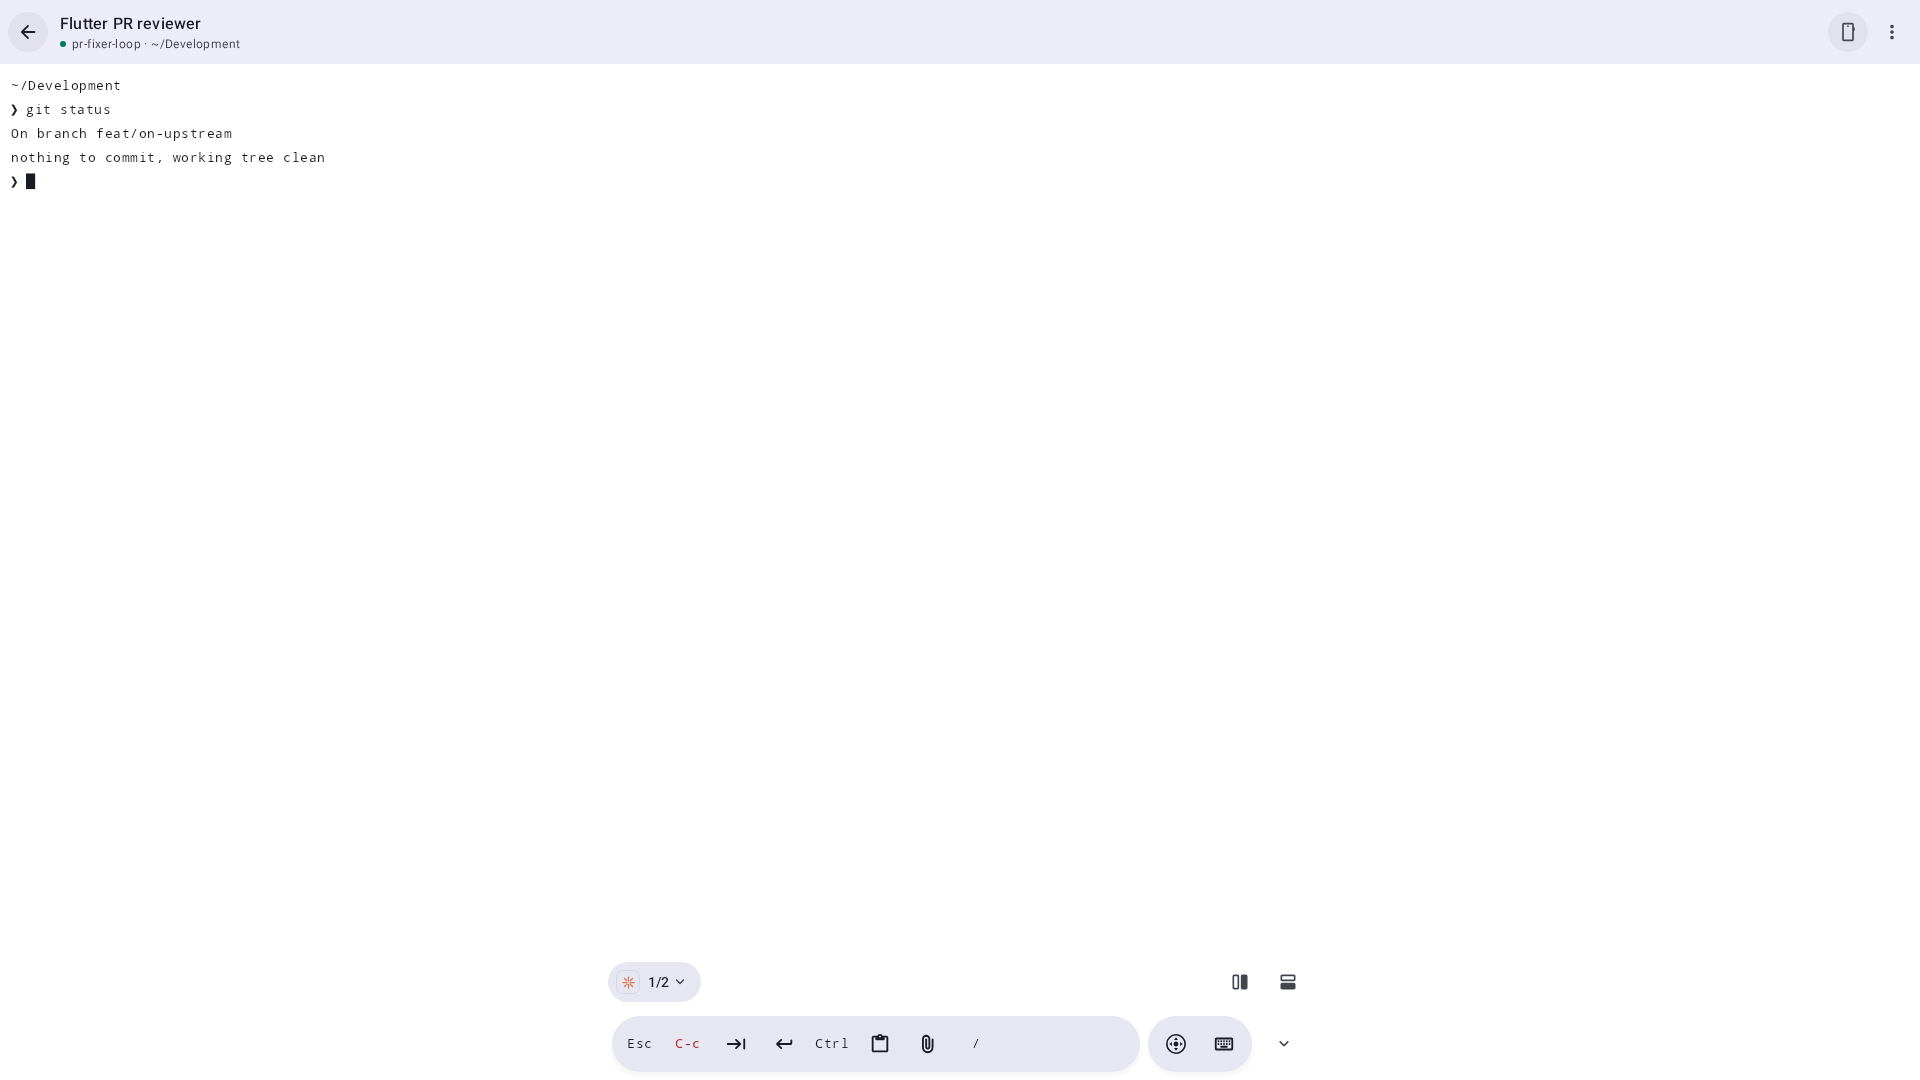 Flutter PR reviewer
pr-fixer-loop · ~/Development
~/Development
❯ git status
On branch feat/on-upstream
nothing to commit, working tree clean
❯
1/2
Esc C-c Ctrl /